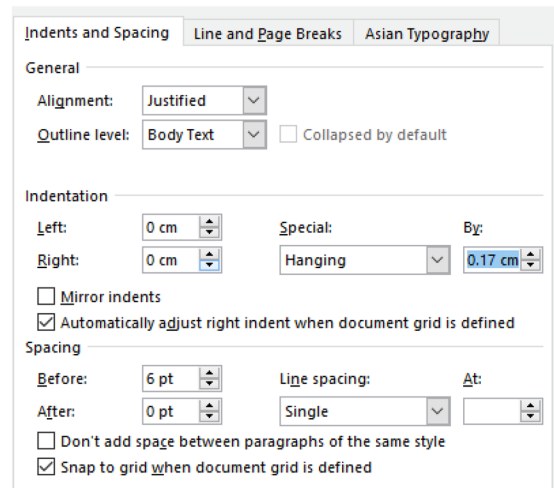 Indents and Spacing Line and Page Breaks Asian Typography
General
Alignment: Justified
Outline level: Body Text Collapsed by default
Indentation
Left: 0 cm Special: By:
Right: 0 cm Hanging 0.17 cm
Mirror indents
Automatically adjust right indent when document grid is defined
Spacing
Before: 6 pt Line spacing: At:
After: 0 pt Single
Don't add space between paragraphs of the same style
Snap to grid when document grid is defined